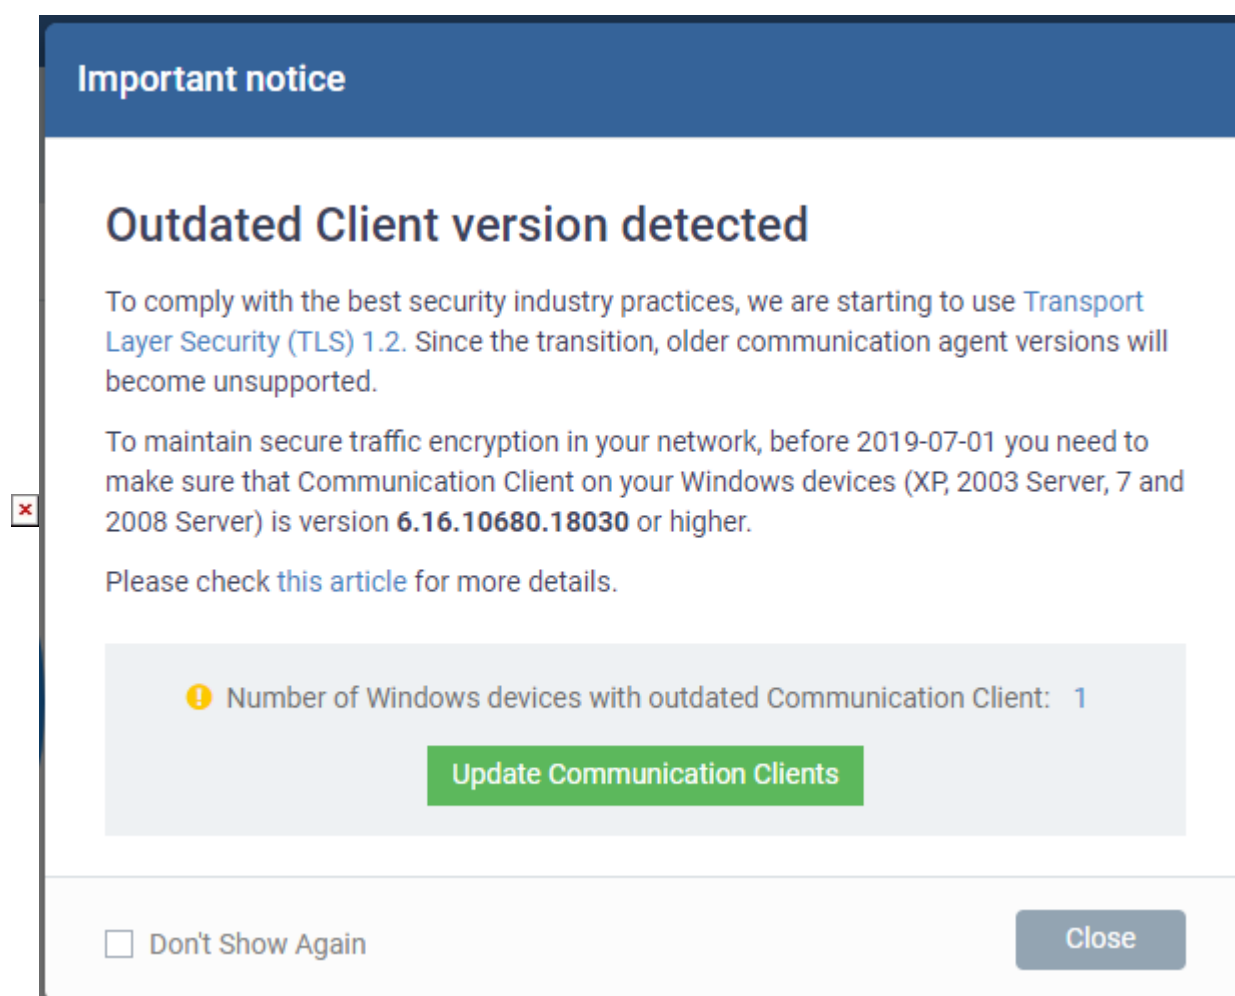 Important notice
Outdated Client version detected
To comply with the best security industry practices, we are starting to use Transport
Layer Security (TLS) 1.2. Since the transition, older communication agent versions will
become unsupported.
To maintain secure traffic encryption in your network, before 2019-07-01 you need to
make sure that Communication Client on your Windows devices (XP, 2003 Server, 7 and
2008 Server) is version 6.16.10680.18030 or higher.
Please check this article for more details.
Number of Windows devices with outdated Communication Client: 1
Update Communication Clients
Don't Show Again
Close